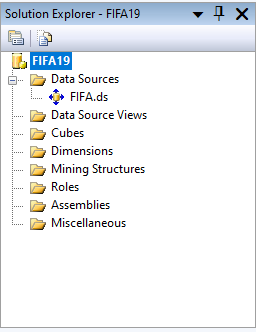 Solution Explorer - FIFA19
FIFA19
Data Sources
FIFA.ds
Data Source Views
Cubes
Dimensions
Mining Structures
Roles
Assemblies
Miscellaneous